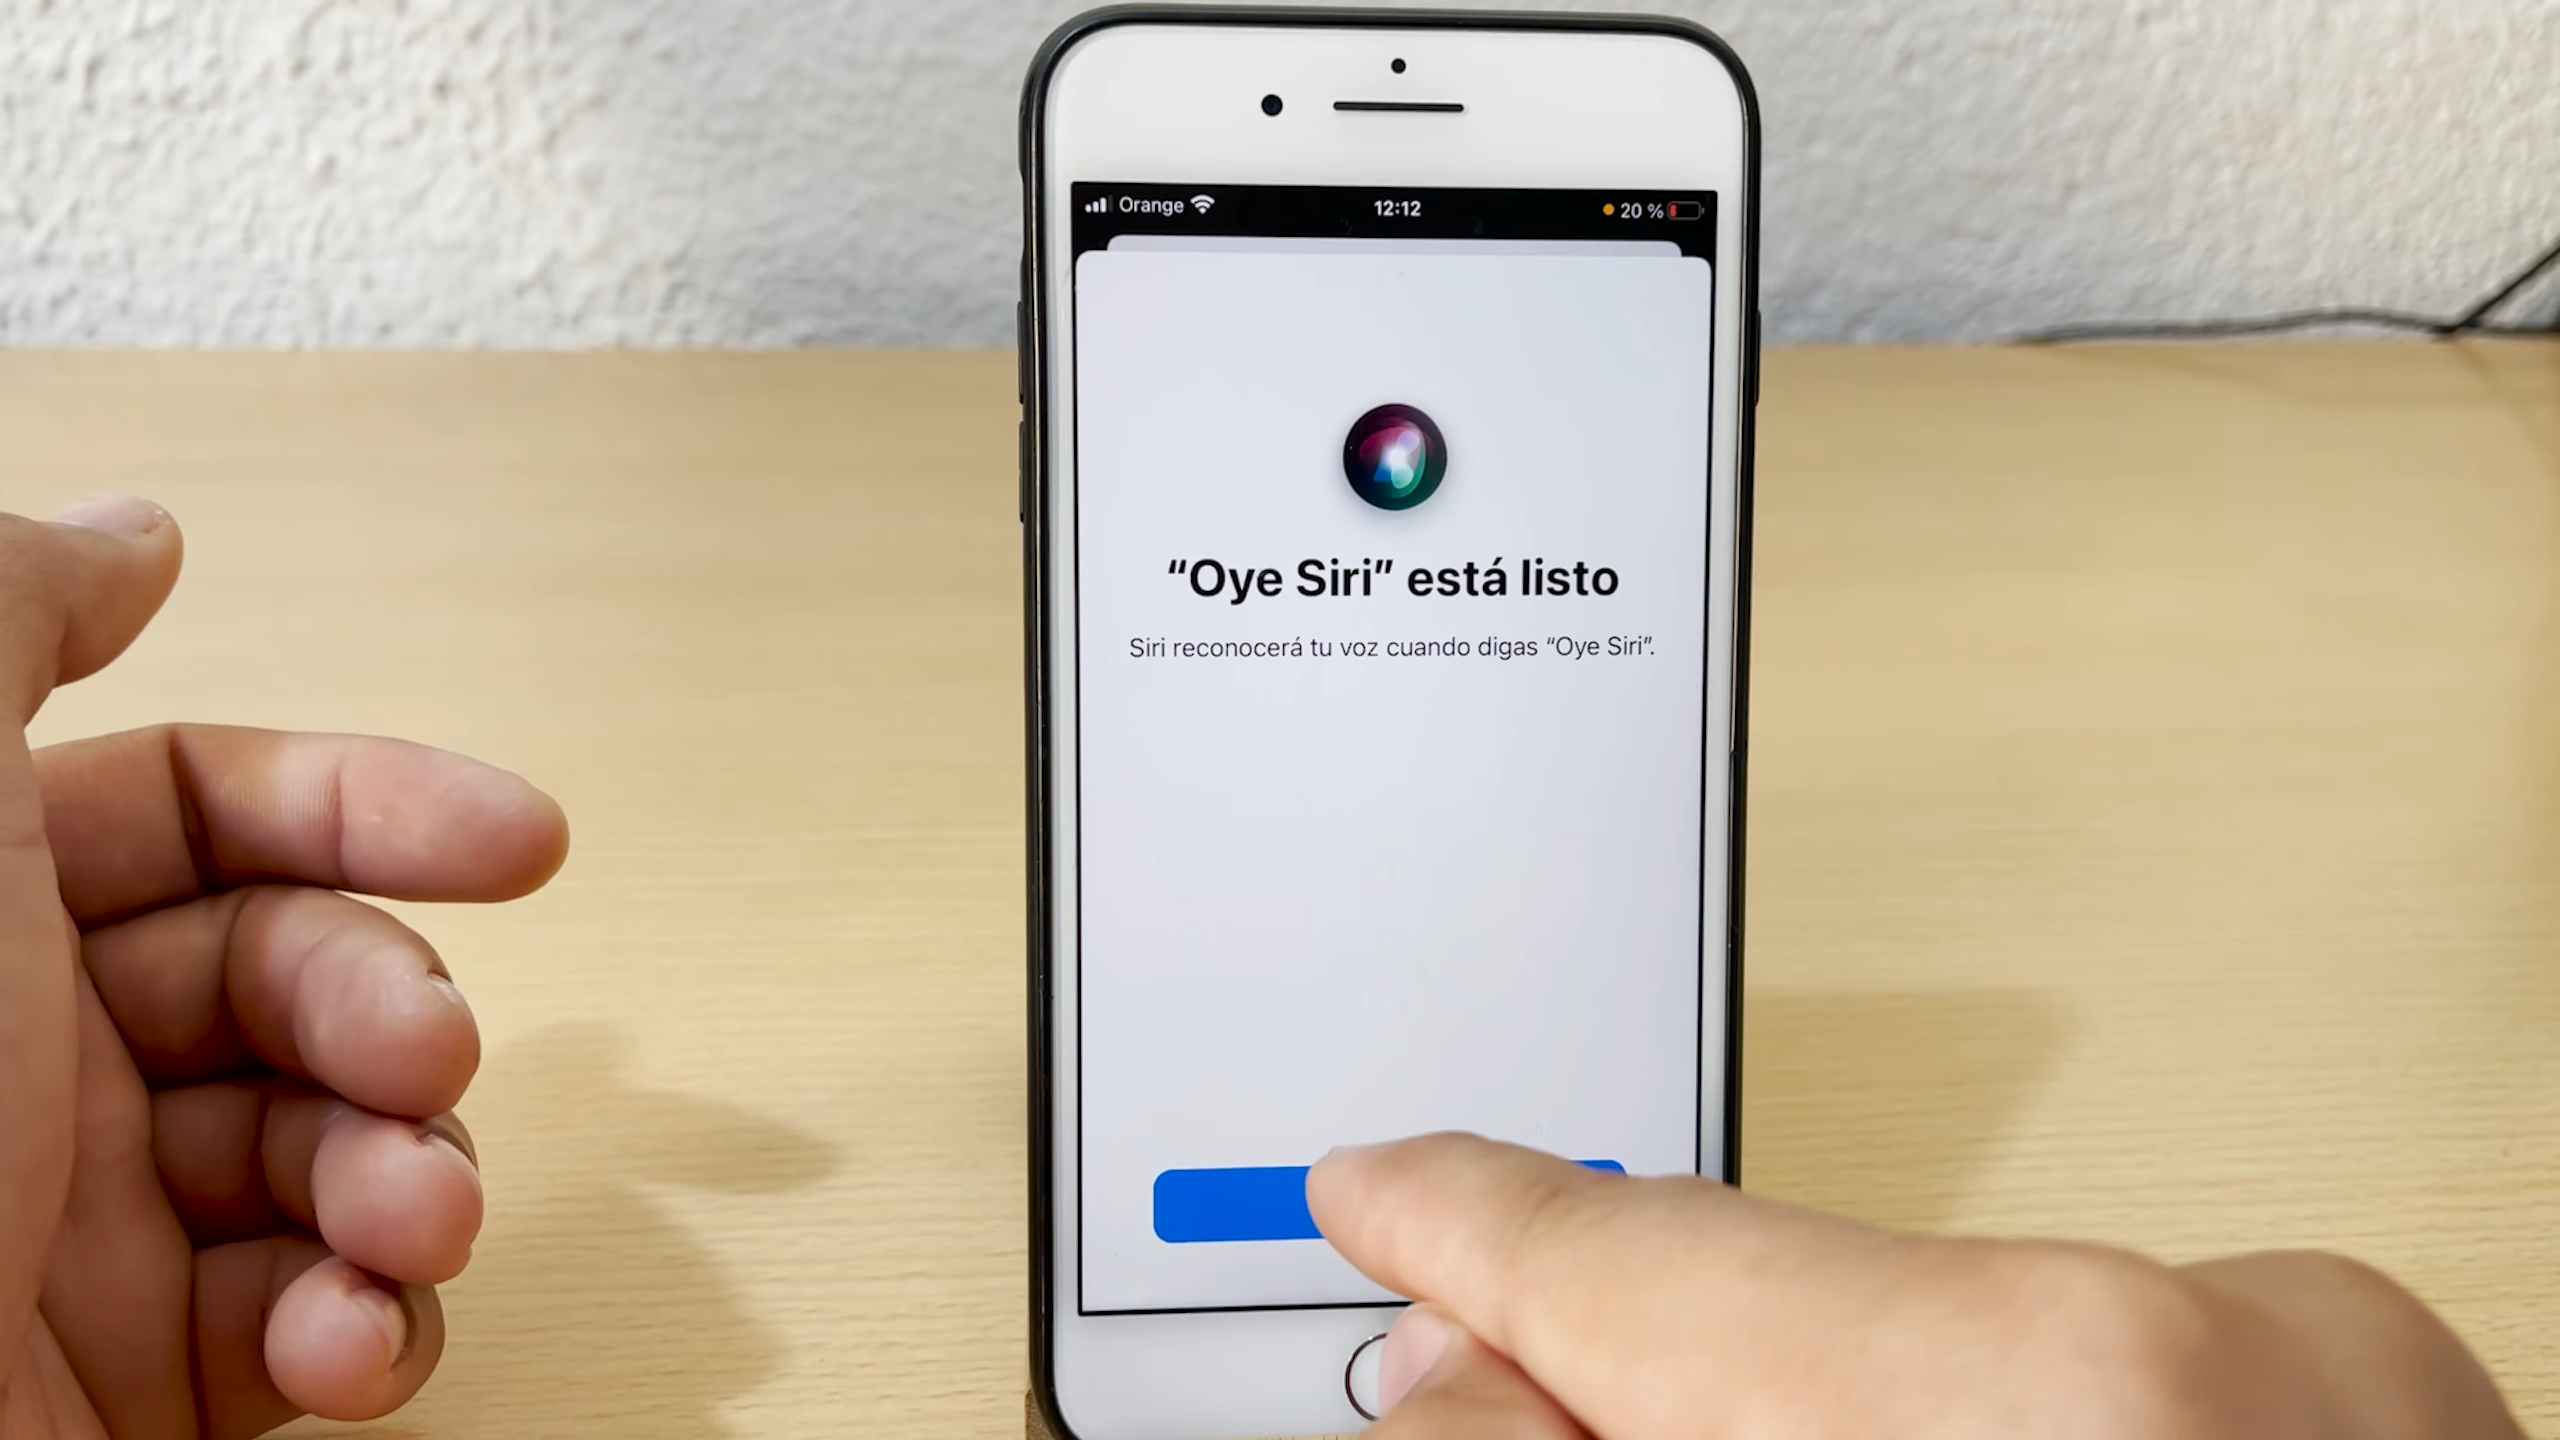 Orange 12:12 20 %
“Oye Siri” está listo
Siri reconocerá tu voz cuando digas “Oye Siri”.